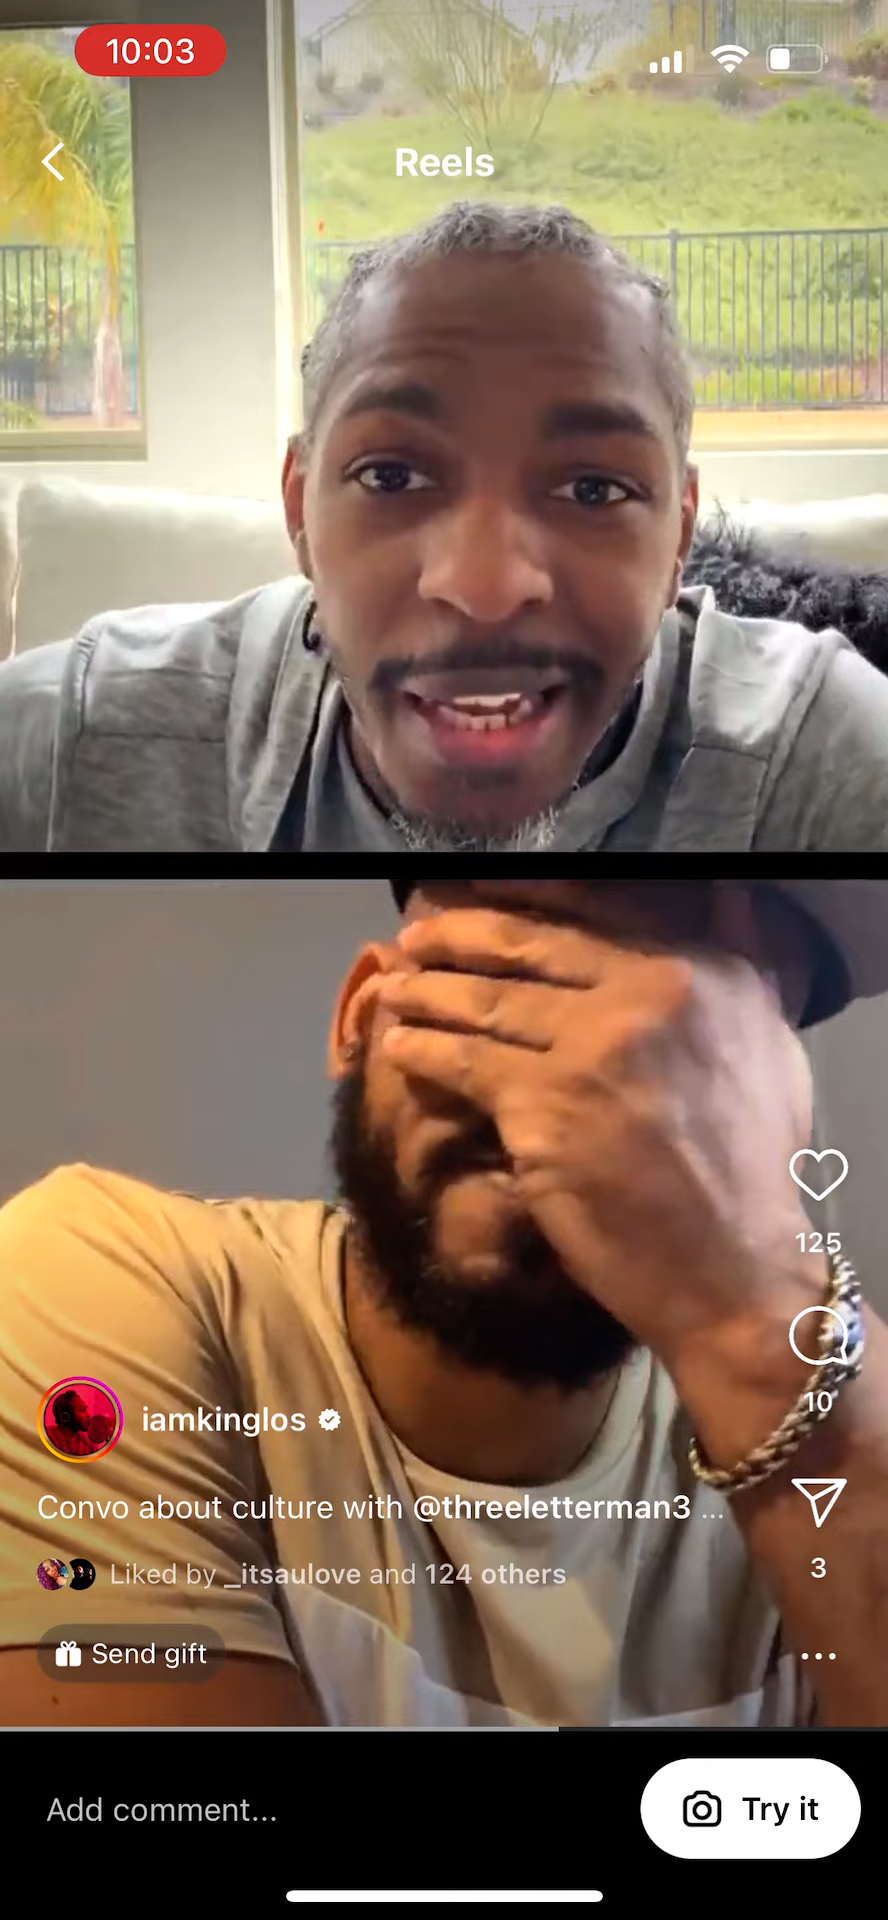 10:03
Reels
125
10
iamkinglos
Convo about culture with @threeletterman3 ...
3
Liked by _itsaulove and 124 others
Send gift
Add comment...
Try it